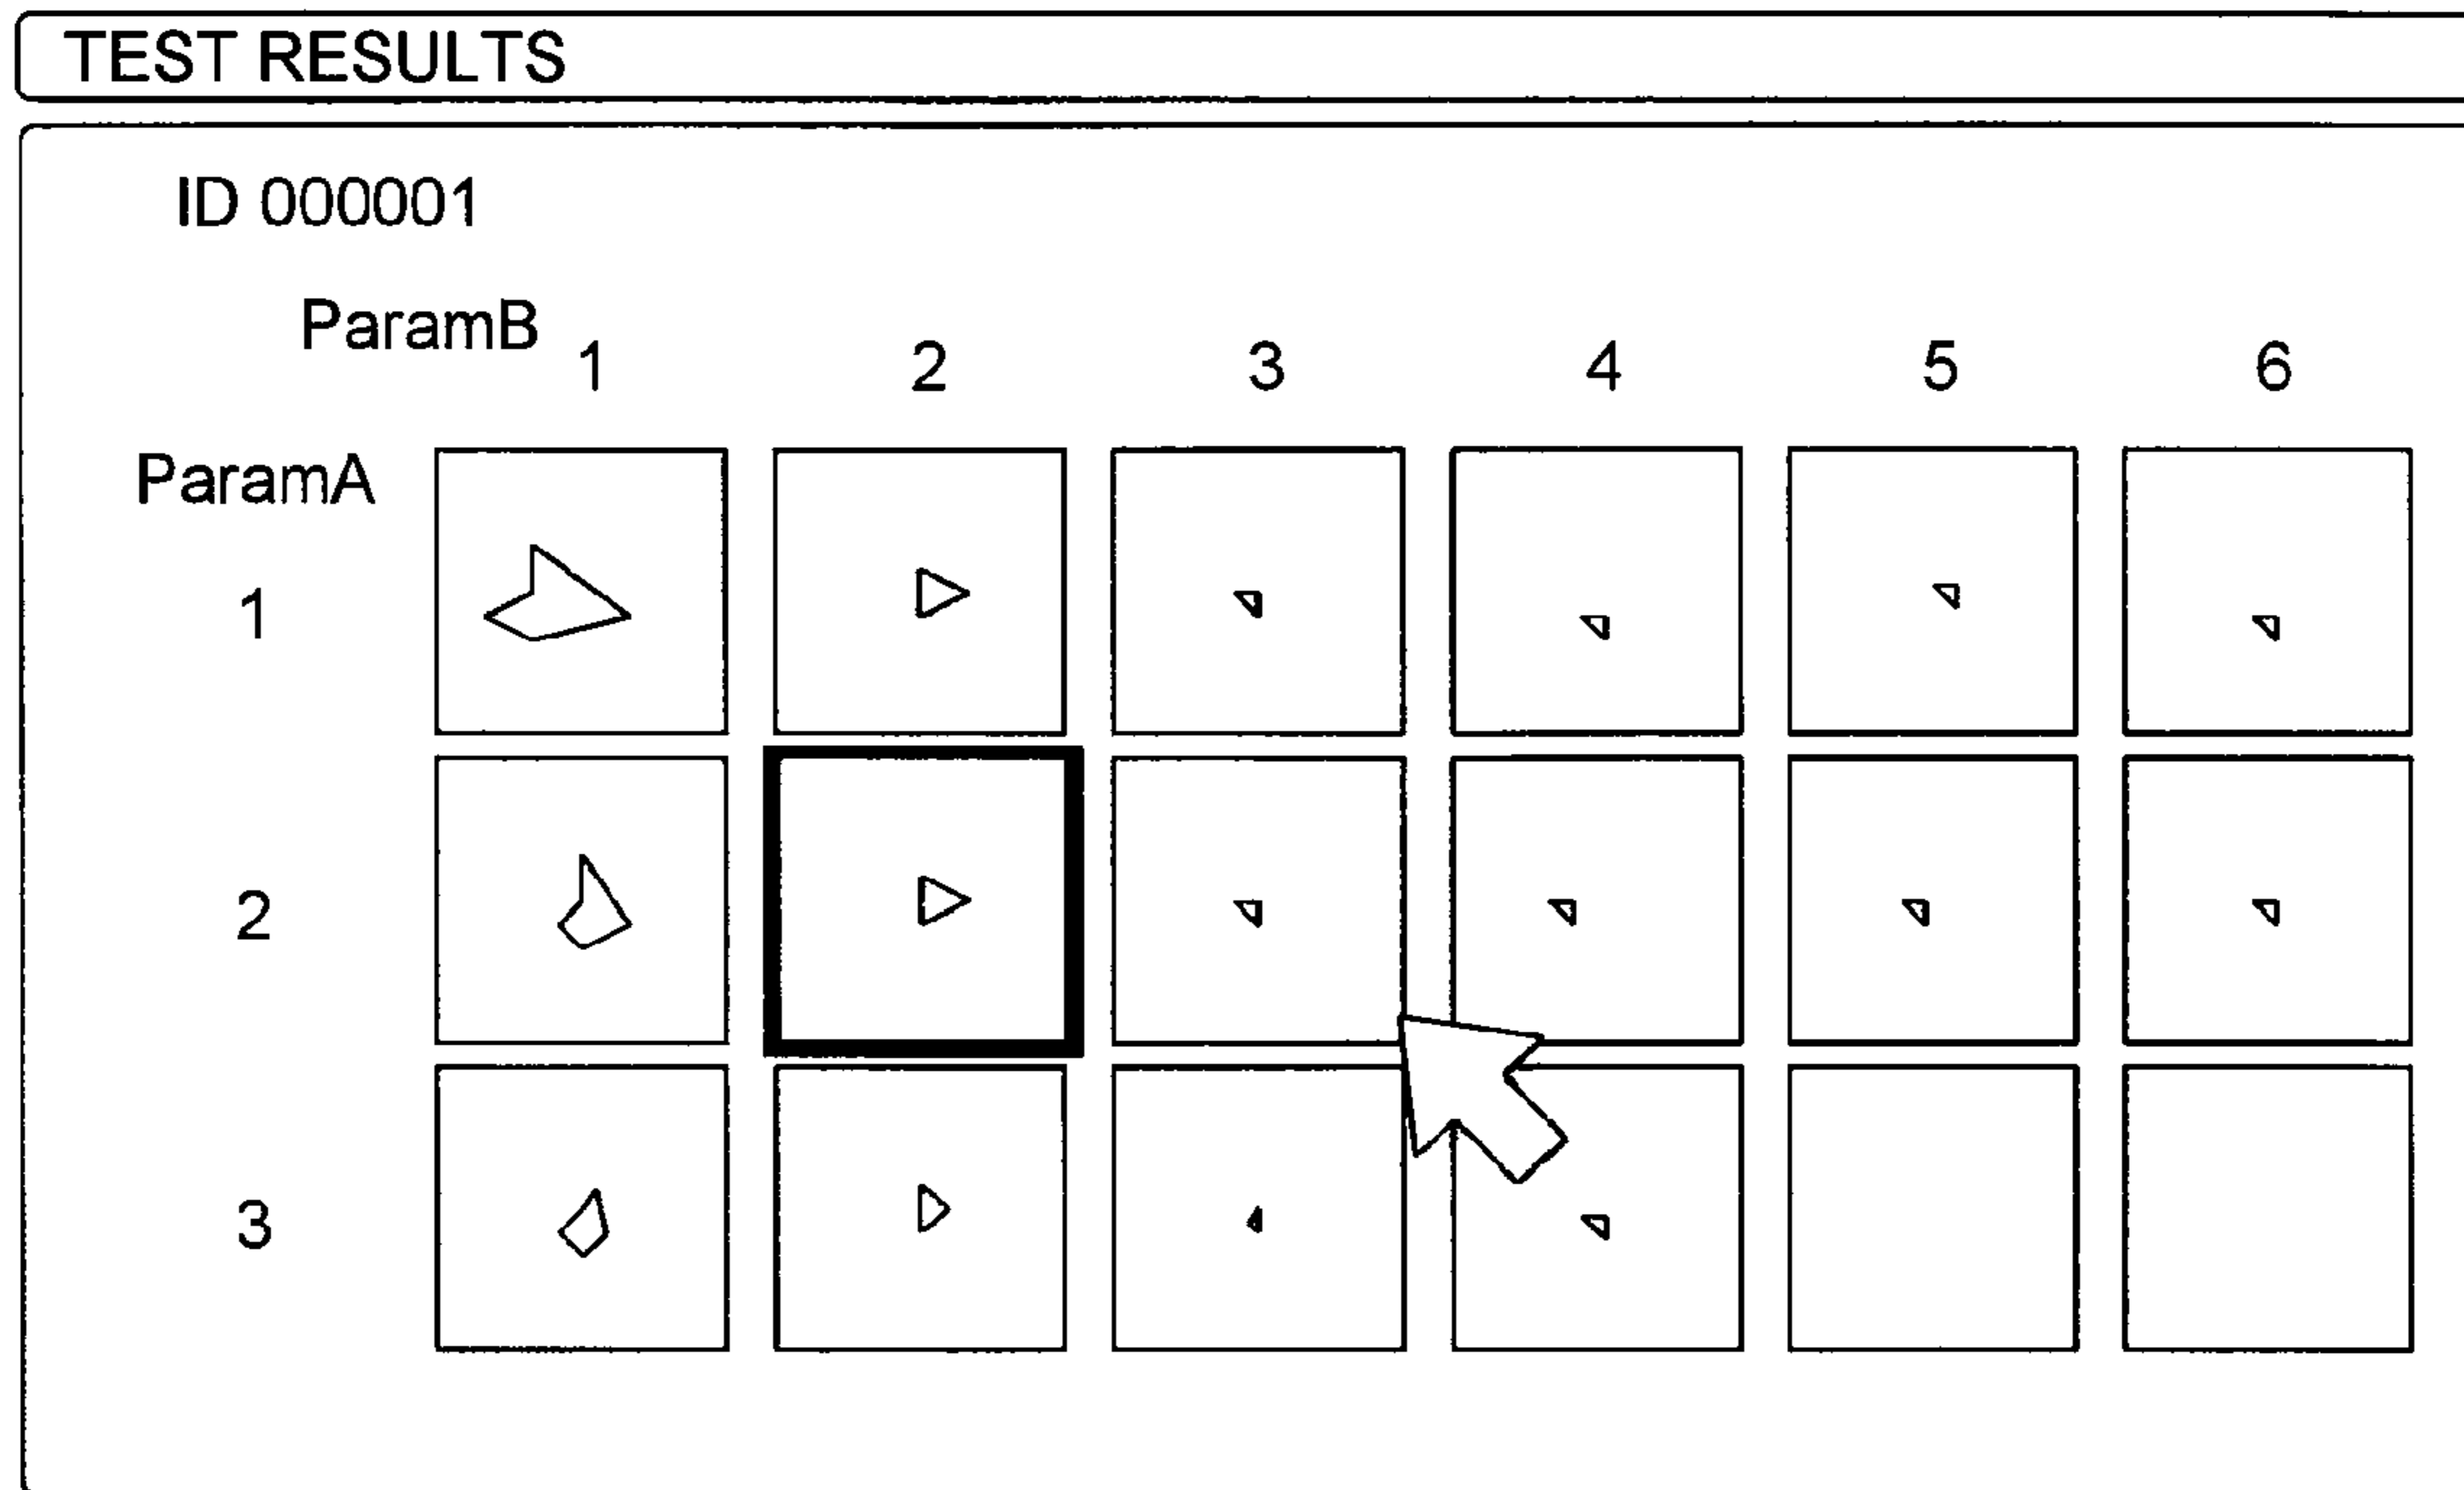 TEST RESULTS
ID 000001
ParamB
1 2 3 4 5 6
ParamA
1
2
3